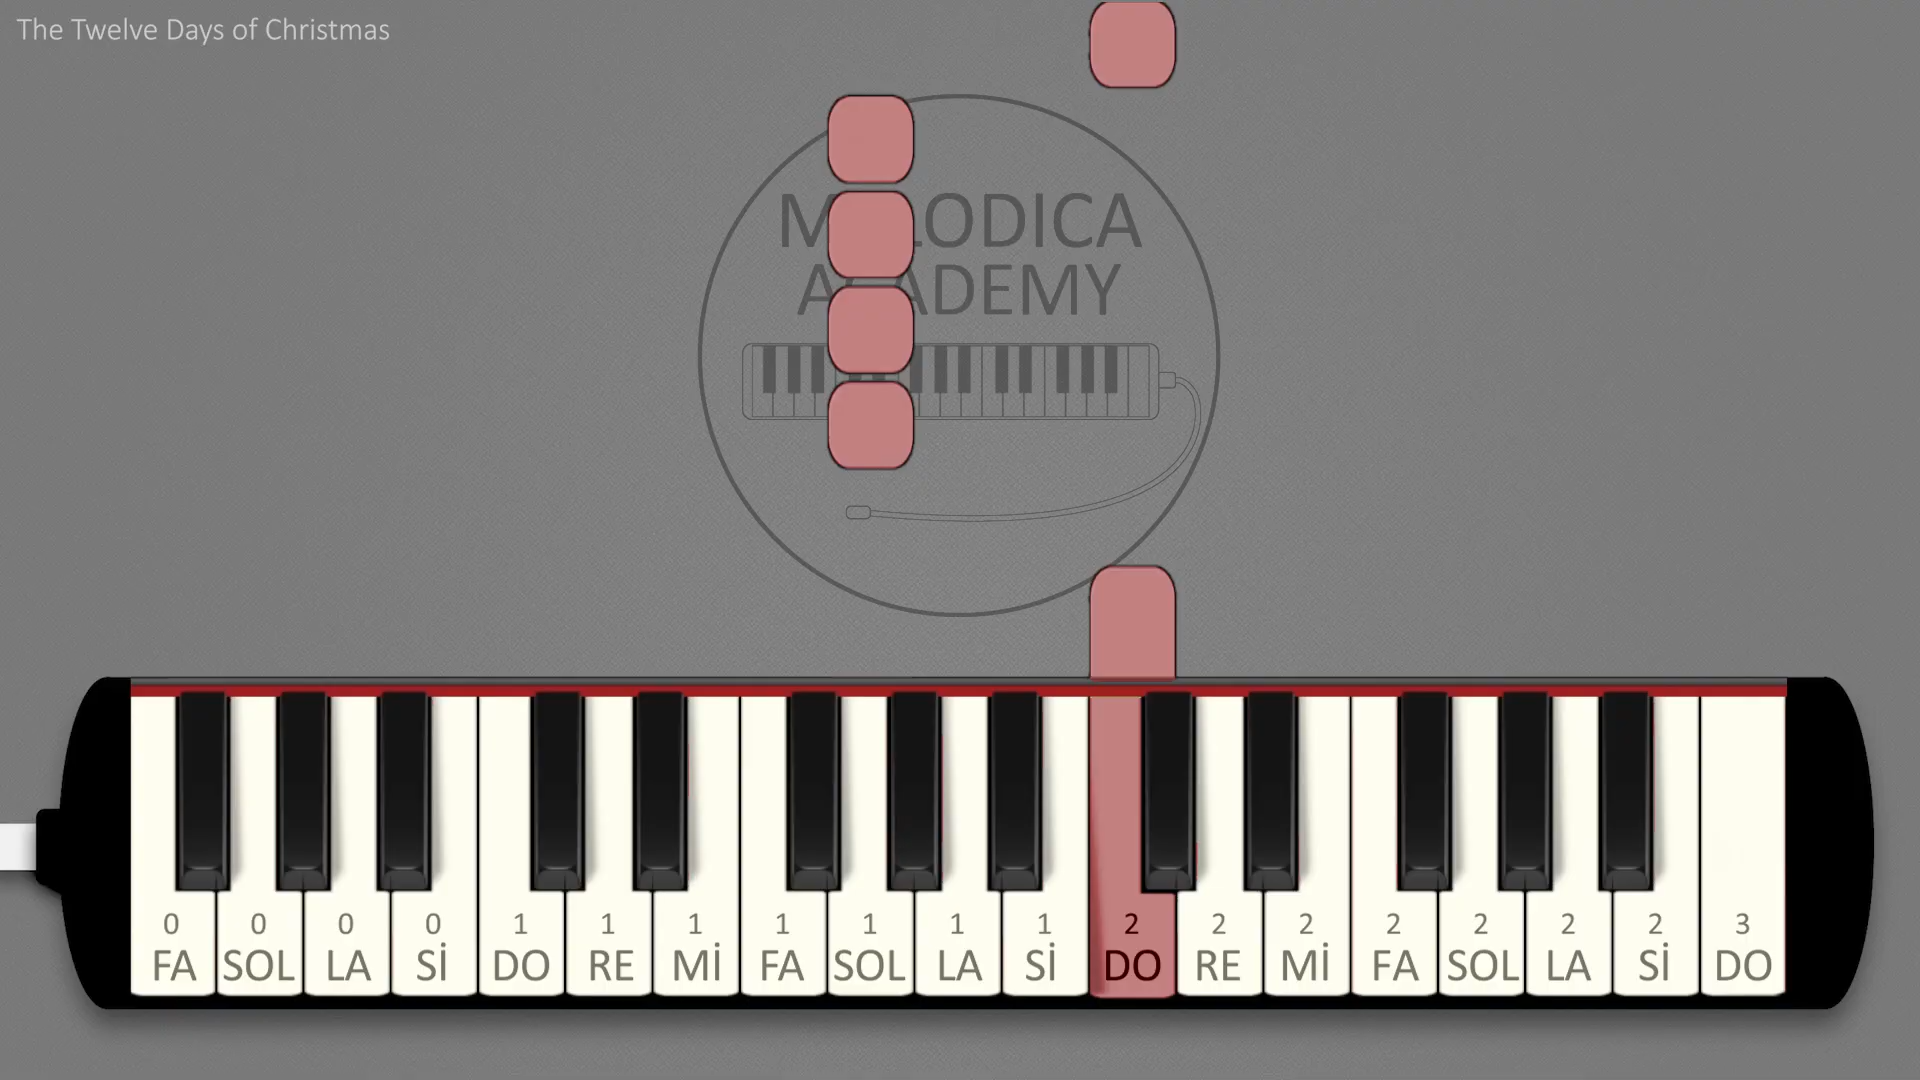 The Twelve Days of Christmas
MELODICA
ACADEMY
0 0 0 0 1 1 1 1 1 1 1 2 2 2 2 2 2 2 3
FA SOL LA Sİ DO RE Mİ FA SOL LA Sİ DO RE Mİ FA SOL LA Sİ DO